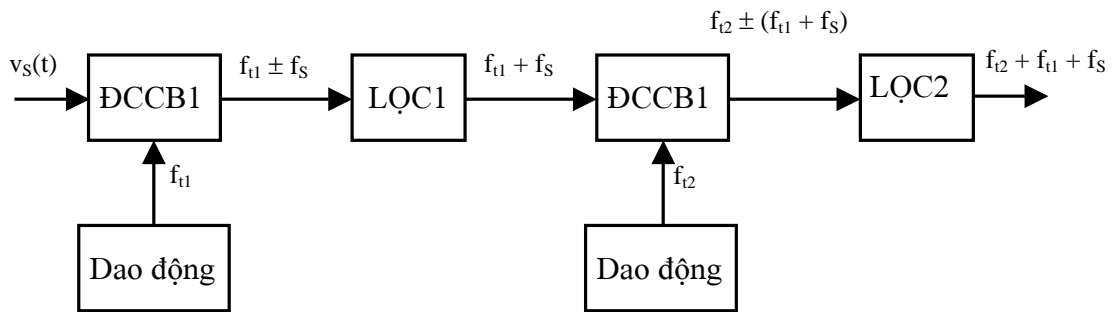 v_S(t)
ĐCCB1
f_t1 ± f_S
LỌC1
f_t1 + f_S
ĐCCB1
f_t2 ± (f_t1 + f_S)
LỌC2
f_t2 + f_t1 + f_S
f_t1
f_t2
Dao động
Dao động